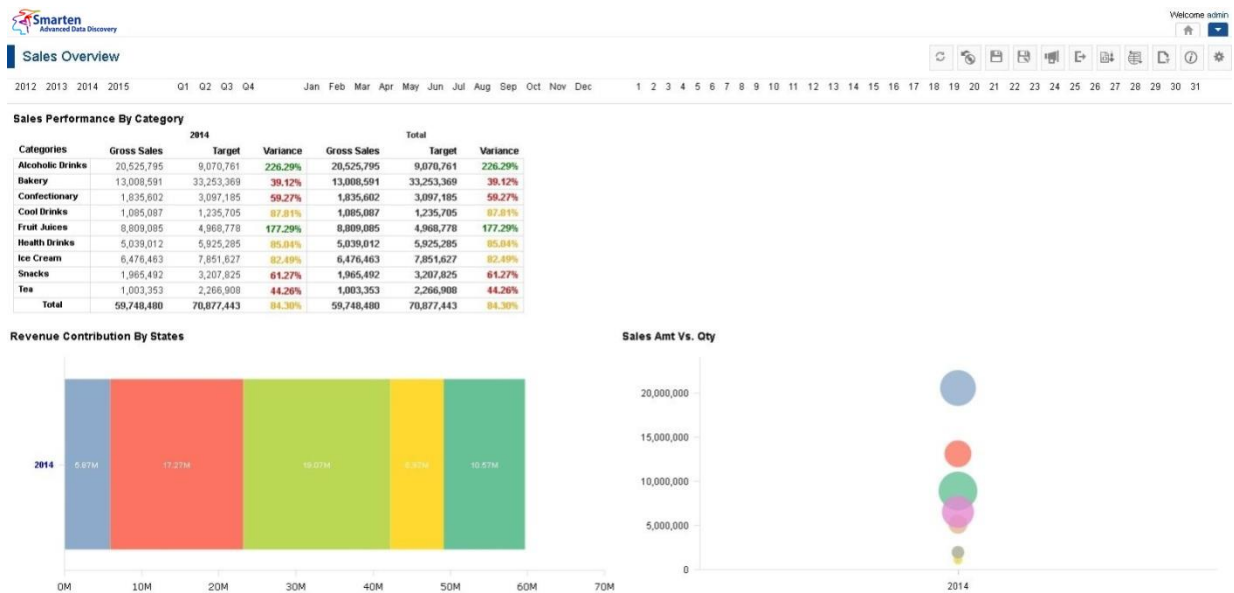 Welcome admin
Smarten
Advanced Data Discovery
Sales Overview
2012 2013 2014 2015 Q1 Q2 Q3 Q4 Jan Feb Mar Apr May Jun Jul Aug Sep Oct Nov Dec 1 2 3 4 5 6 7 8 9 10 11 12 13 14 15 16 17 18 19 20 21 22 23 24 25 26 27 28 29 30 31
Sales Performance By Category
2014 Total
Categories Gross Sales Target Variance Gross Sales Target Variance
Alcoholic Drinks 20,525,795 9,070,761 226.29% 20,525,795 9,070,761 226.29%
Bakery 13,008,591 33,253,369 39.12% 13,008,591 33,253,369 39.12%
Confectionary 1,835,602 3,097,185 59.27% 1,835,602 3,097,185 59.27%
Cool Drinks 1,085,087 1,235,705 87.81% 1,085,087 1,235,705 87.81%
Fruit Juices 8,809,085 4,968,778 177.29% 8,809,085 4,968,778 177.29%
Health Drinks 5,039,012 5,925,285 85.04% 5,039,012 5,925,285 85.04%
Ice Cream 6,476,463 7,851,627 82.49% 6,476,463 7,851,627 82.49%
Snacks 1,965,492 3,207,825 61.27% 1,965,492 3,207,825 61.27%
Tea 1,003,353 2,266,908 44.26% 1,003,353 2,266,908 44.26%
Total 59,748,480 70,877,443 84.30% 59,748,480 70,877,443 84.30%
Revenue Contribution By States
2014 5.87M 17.27M 19.07M 10.57M
0M 10M 20M 30M 40M 50M 60M 70M
Sales Amt Vs. Qty
20,000,000
15,000,000
10,000,000
5,000,000
0
2014